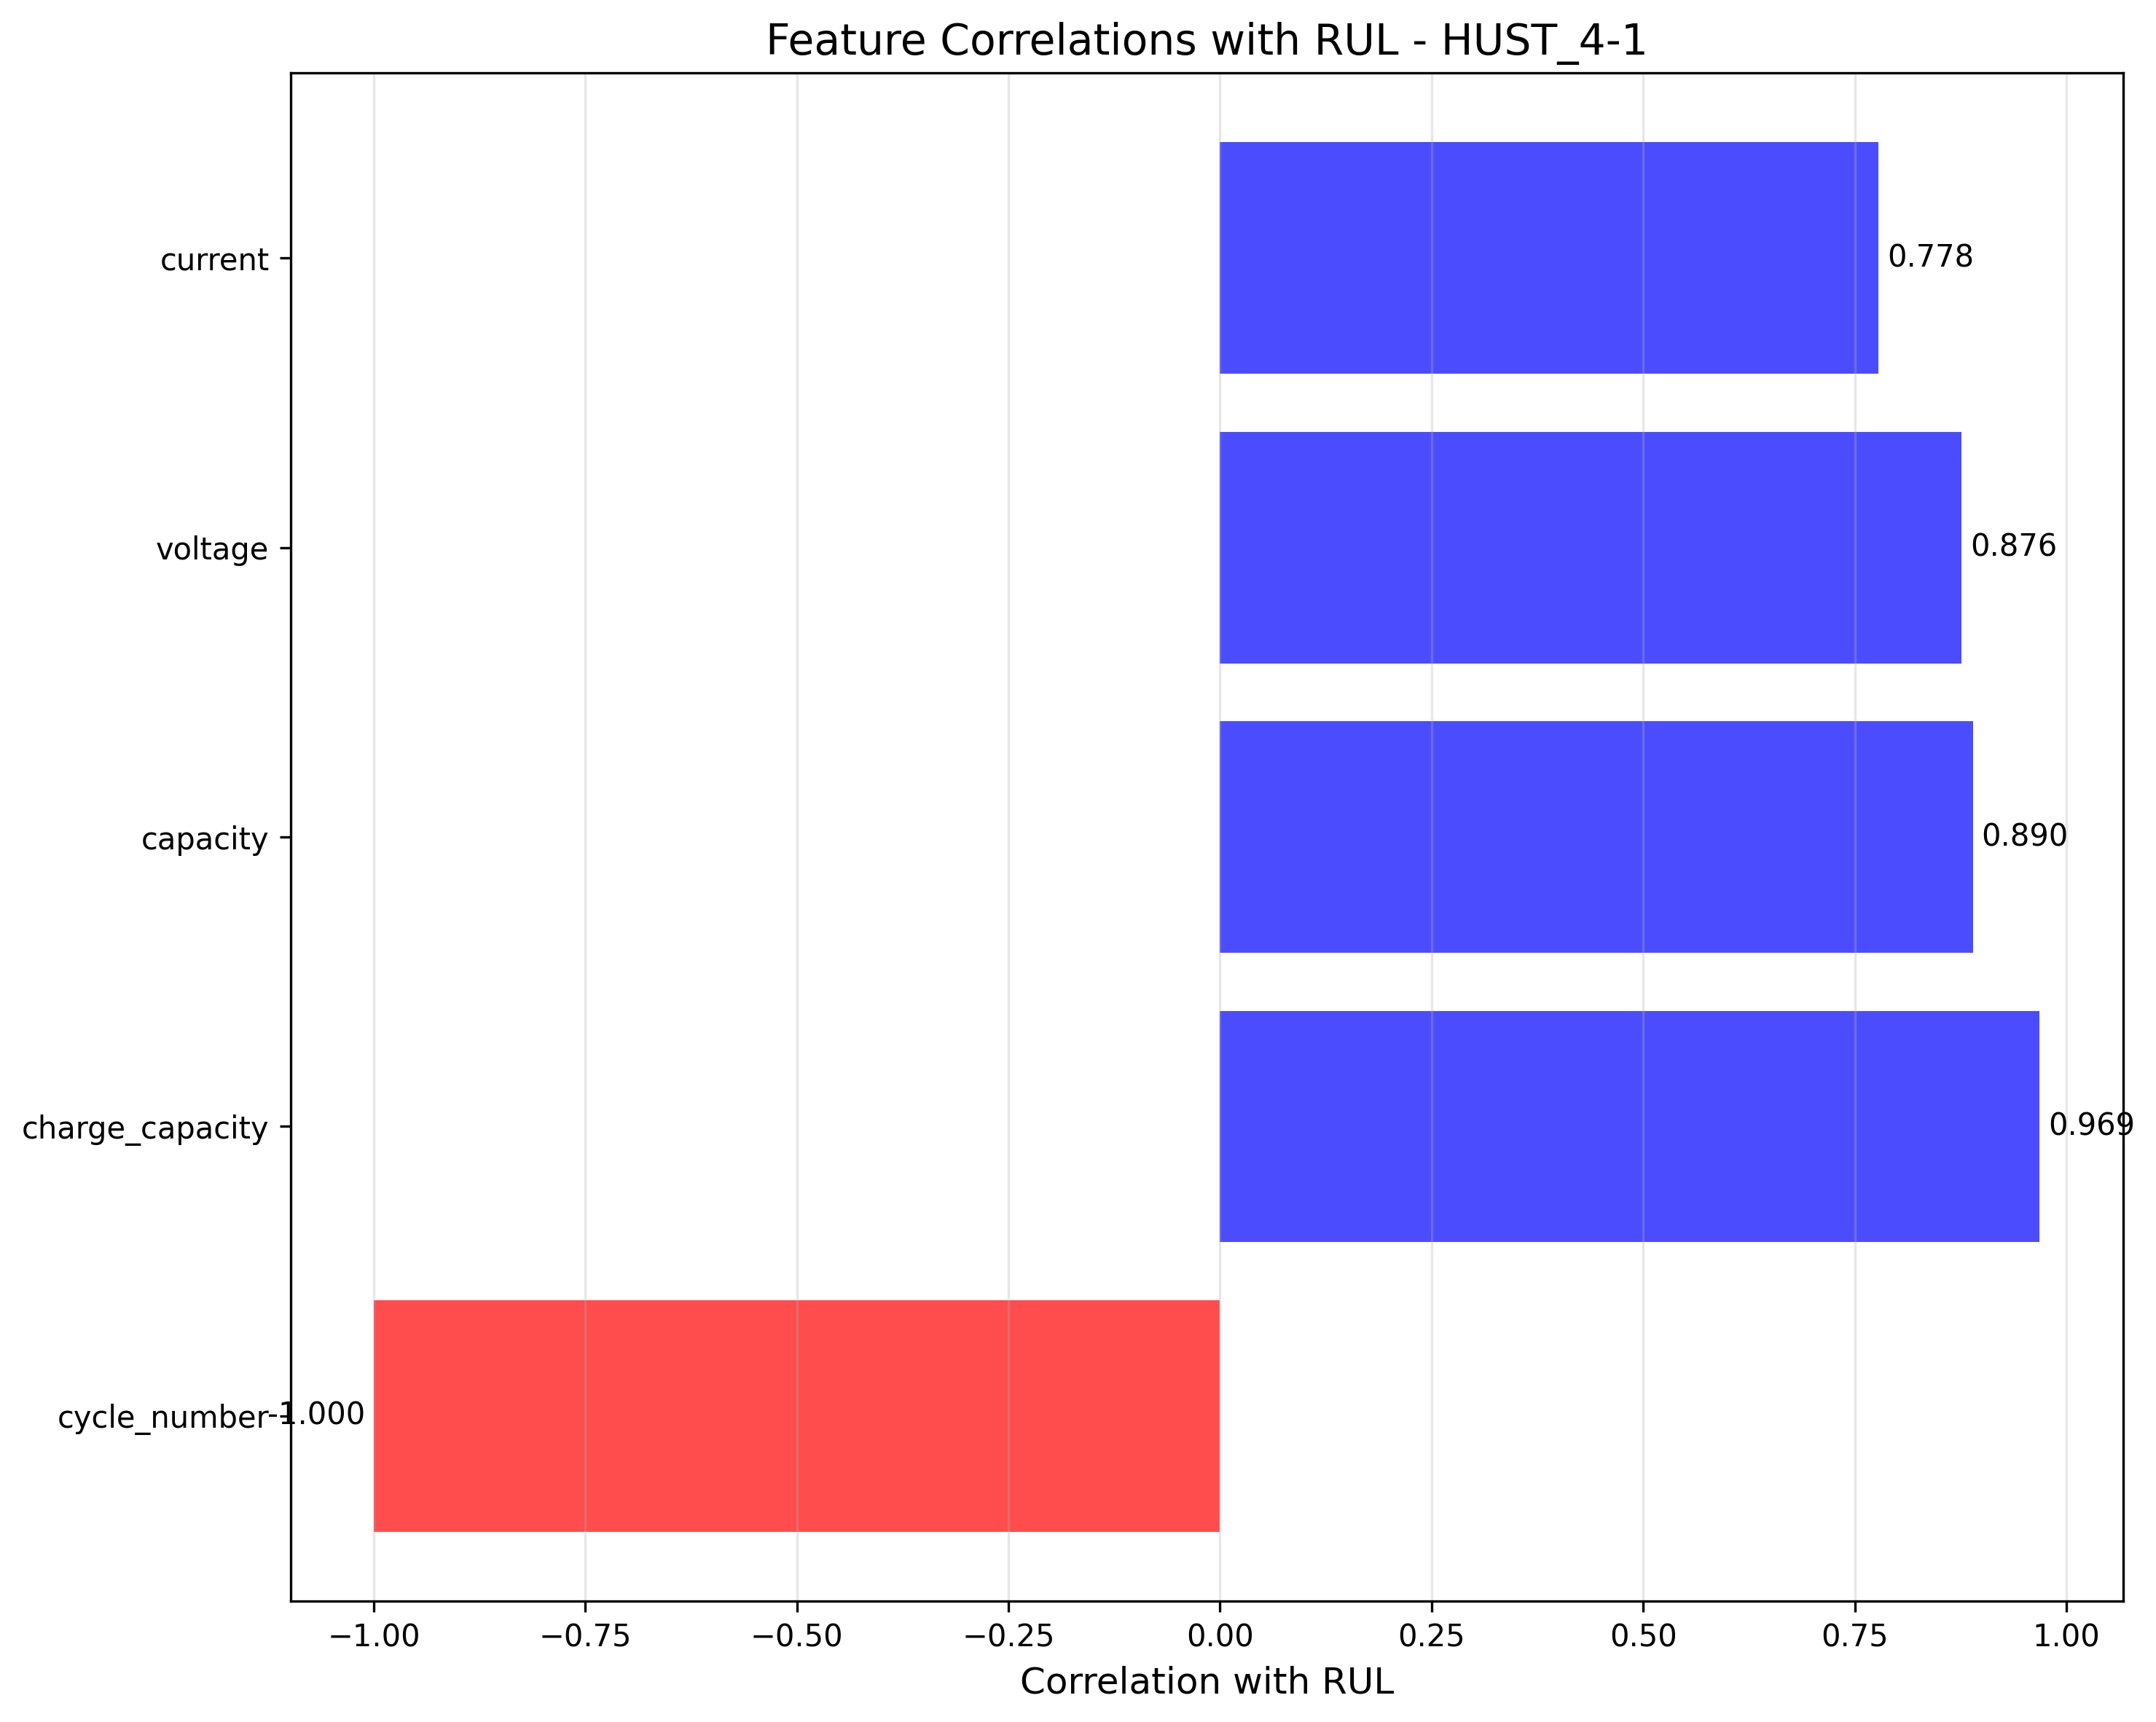 Feature Correlations with RUL - HUST_4-1
current
0.778
voltage
0.876
capacity
0.890
charge_capacity
0.969
cycle_number
-1.000
−1.00 −0.75 −0.50 −0.25 0.00 0.25 0.50 0.75 1.00
Correlation with RUL